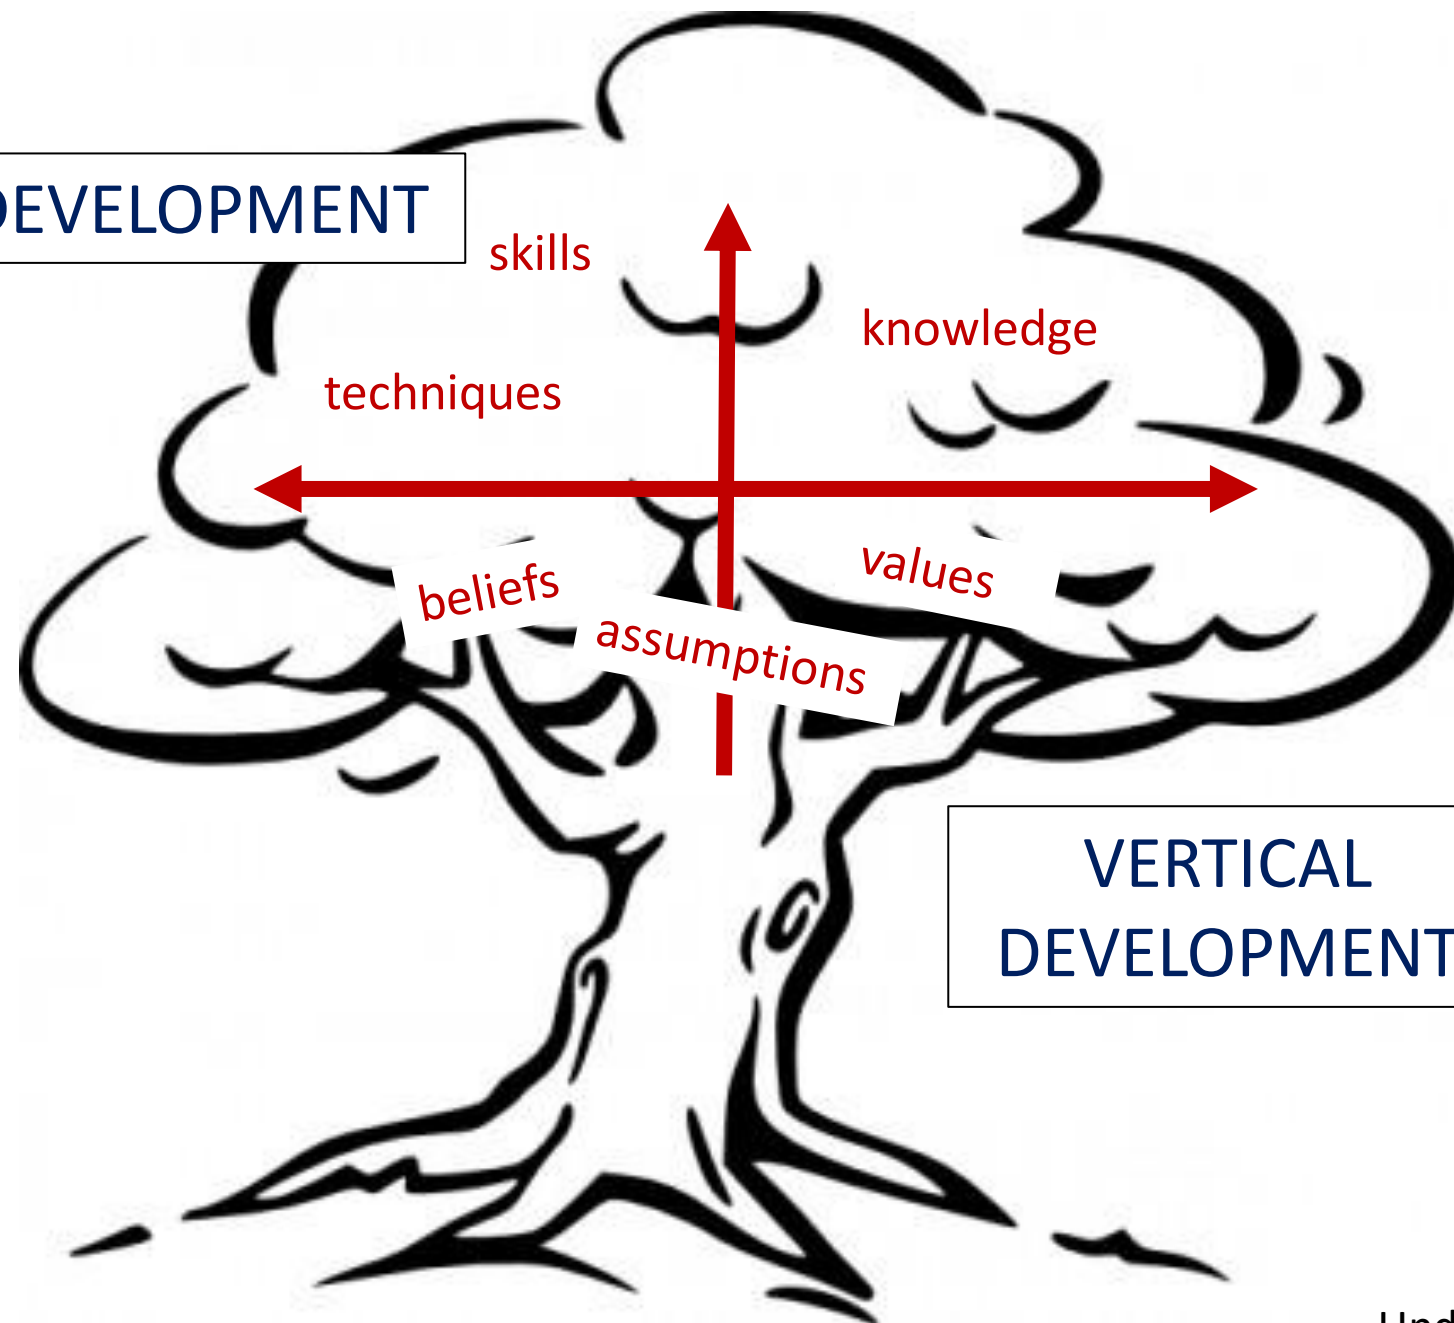 DEVELOPMENT
skills
knowledge
techniques
beliefs
values
assumptions
VERTICAL
DEVELOPMENT